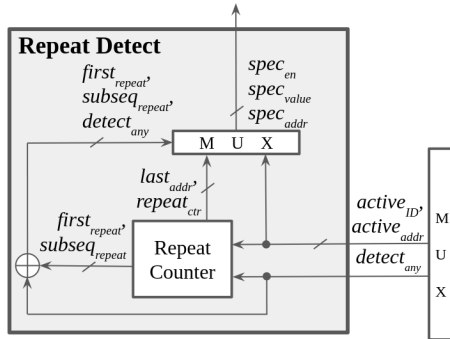 Repeat Detect
first_repeat,
subseq_repeat,
detect_any
spec_en
spec_value
spec_addr
M U X
last_addr,
repeat_ctr
first_repeat,
subseq_repeat
Repeat
Counter
active_ID,
active_addr
detect_any
M
U
X